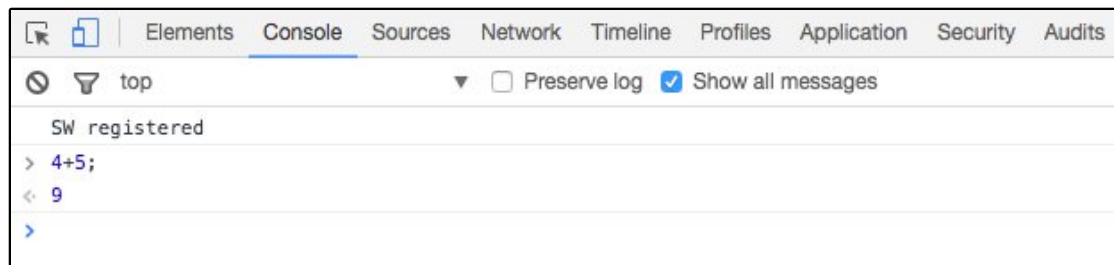 Elements Console Sources Network Timeline Profiles Application Security Audits
top Preserve log Show all messages
SW registered
> 4+5;
9
>